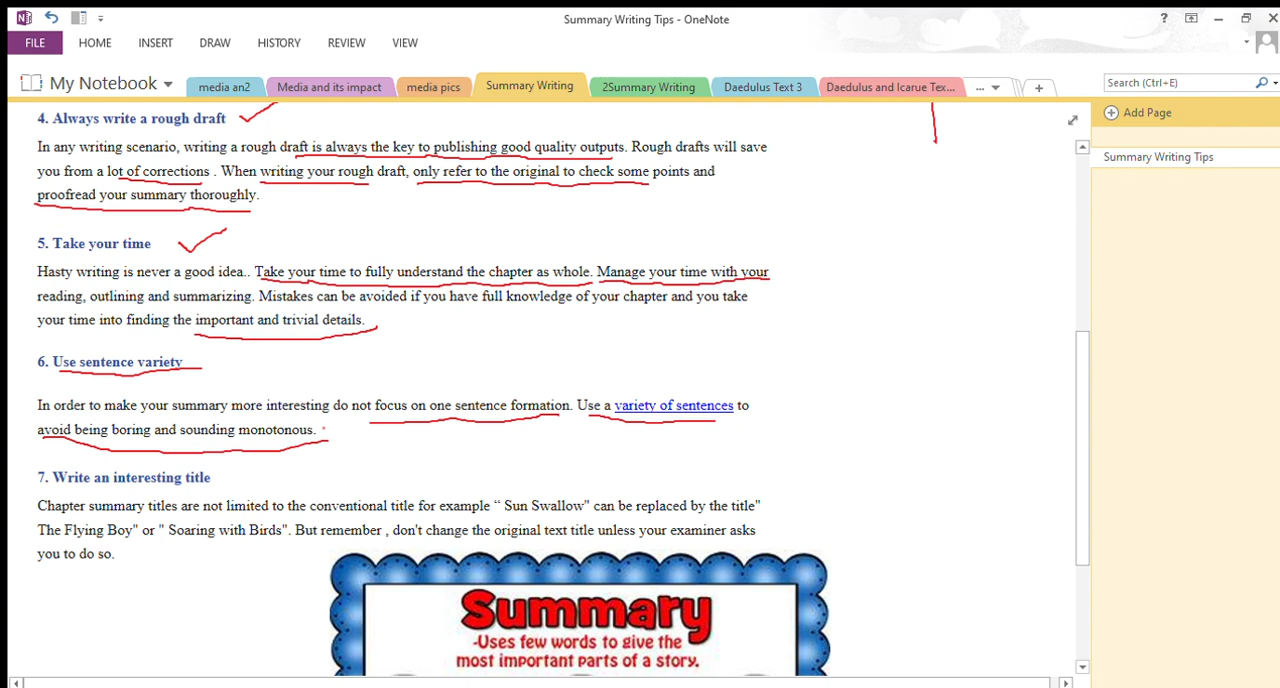 Summary Writing Tips - OneNote
FILE HOME INSERT DRAW HISTORY REVIEW VIEW
My Notebook media an2 Media and its impact media pics Summary Writing 2Summary Writing Daedulus Text 3 Daedulus and Icarue Tex... ... Search (Ctrl+E)
Add Page
Summary Writing Tips
4. Always write a rough draft
In any writing scenario, writing a rough draft is always the key to publishing good quality outputs. Rough drafts will save
you from a lot of corrections . When writing your rough draft, only refer to the original to check some points and
proofread your summary thoroughly.
5. Take your time
Hasty writing is never a good idea.. Take your time to fully understand the chapter as whole. Manage your time with your
reading, outlining and summarizing. Mistakes can be avoided if you have full knowledge of your chapter and you take
your time into finding the important and trivial details.
6. Use sentence variety
In order to make your summary more interesting do not focus on one sentence formation. Use a variety of sentences to
avoid being boring and sounding monotonous.
7. Write an interesting title
Chapter summary titles are not limited to the conventional title for example “ Sun Swallow" can be replaced by the title"
The Flying Boy" or " Soaring with Birds". But remember , don't change the original text title unless your examiner asks
you to do so.
Summary
-Uses few words to give the
most important parts of a story.